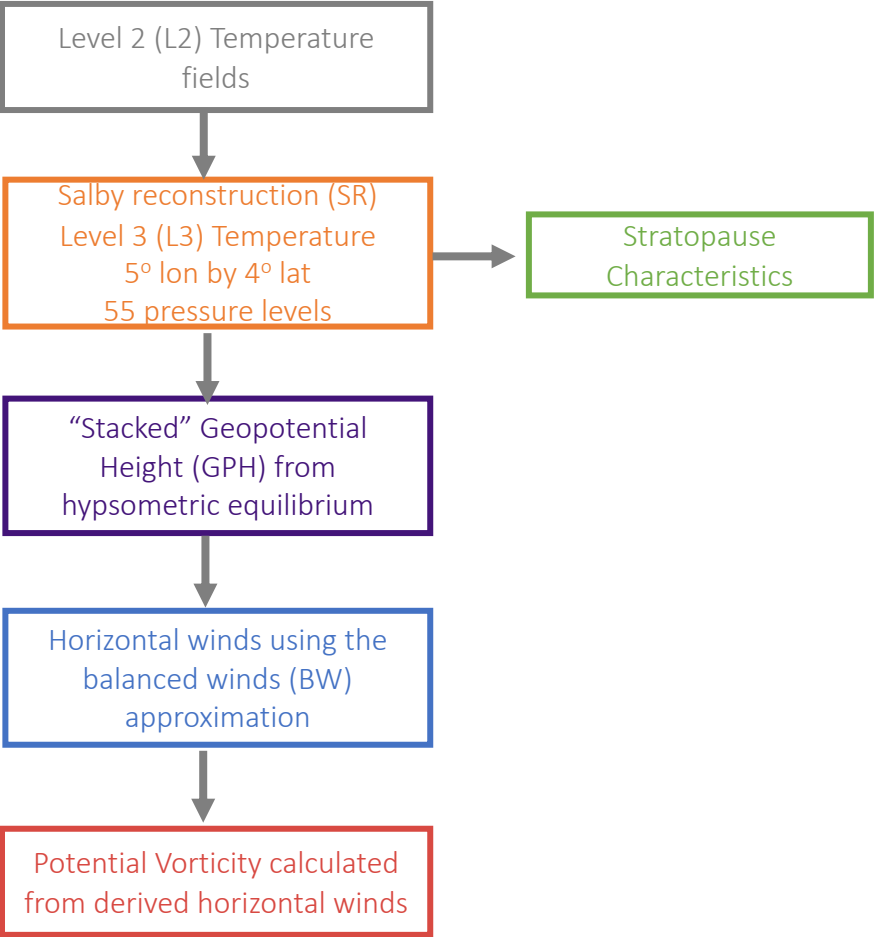 Level 2 (L2) Temperature
fields
Salby reconstruction (SR)
Level 3 (L3) Temperature
5º lon by 4º lat
55 pressure levels
Stratopause
Characteristics
“Stacked” Geopotential
Height (GPH) from
hypsometric equilibrium
Horizontal winds using the
balanced winds (BW)
approximation
Potential Vorticity calculated
from derived horizontal winds